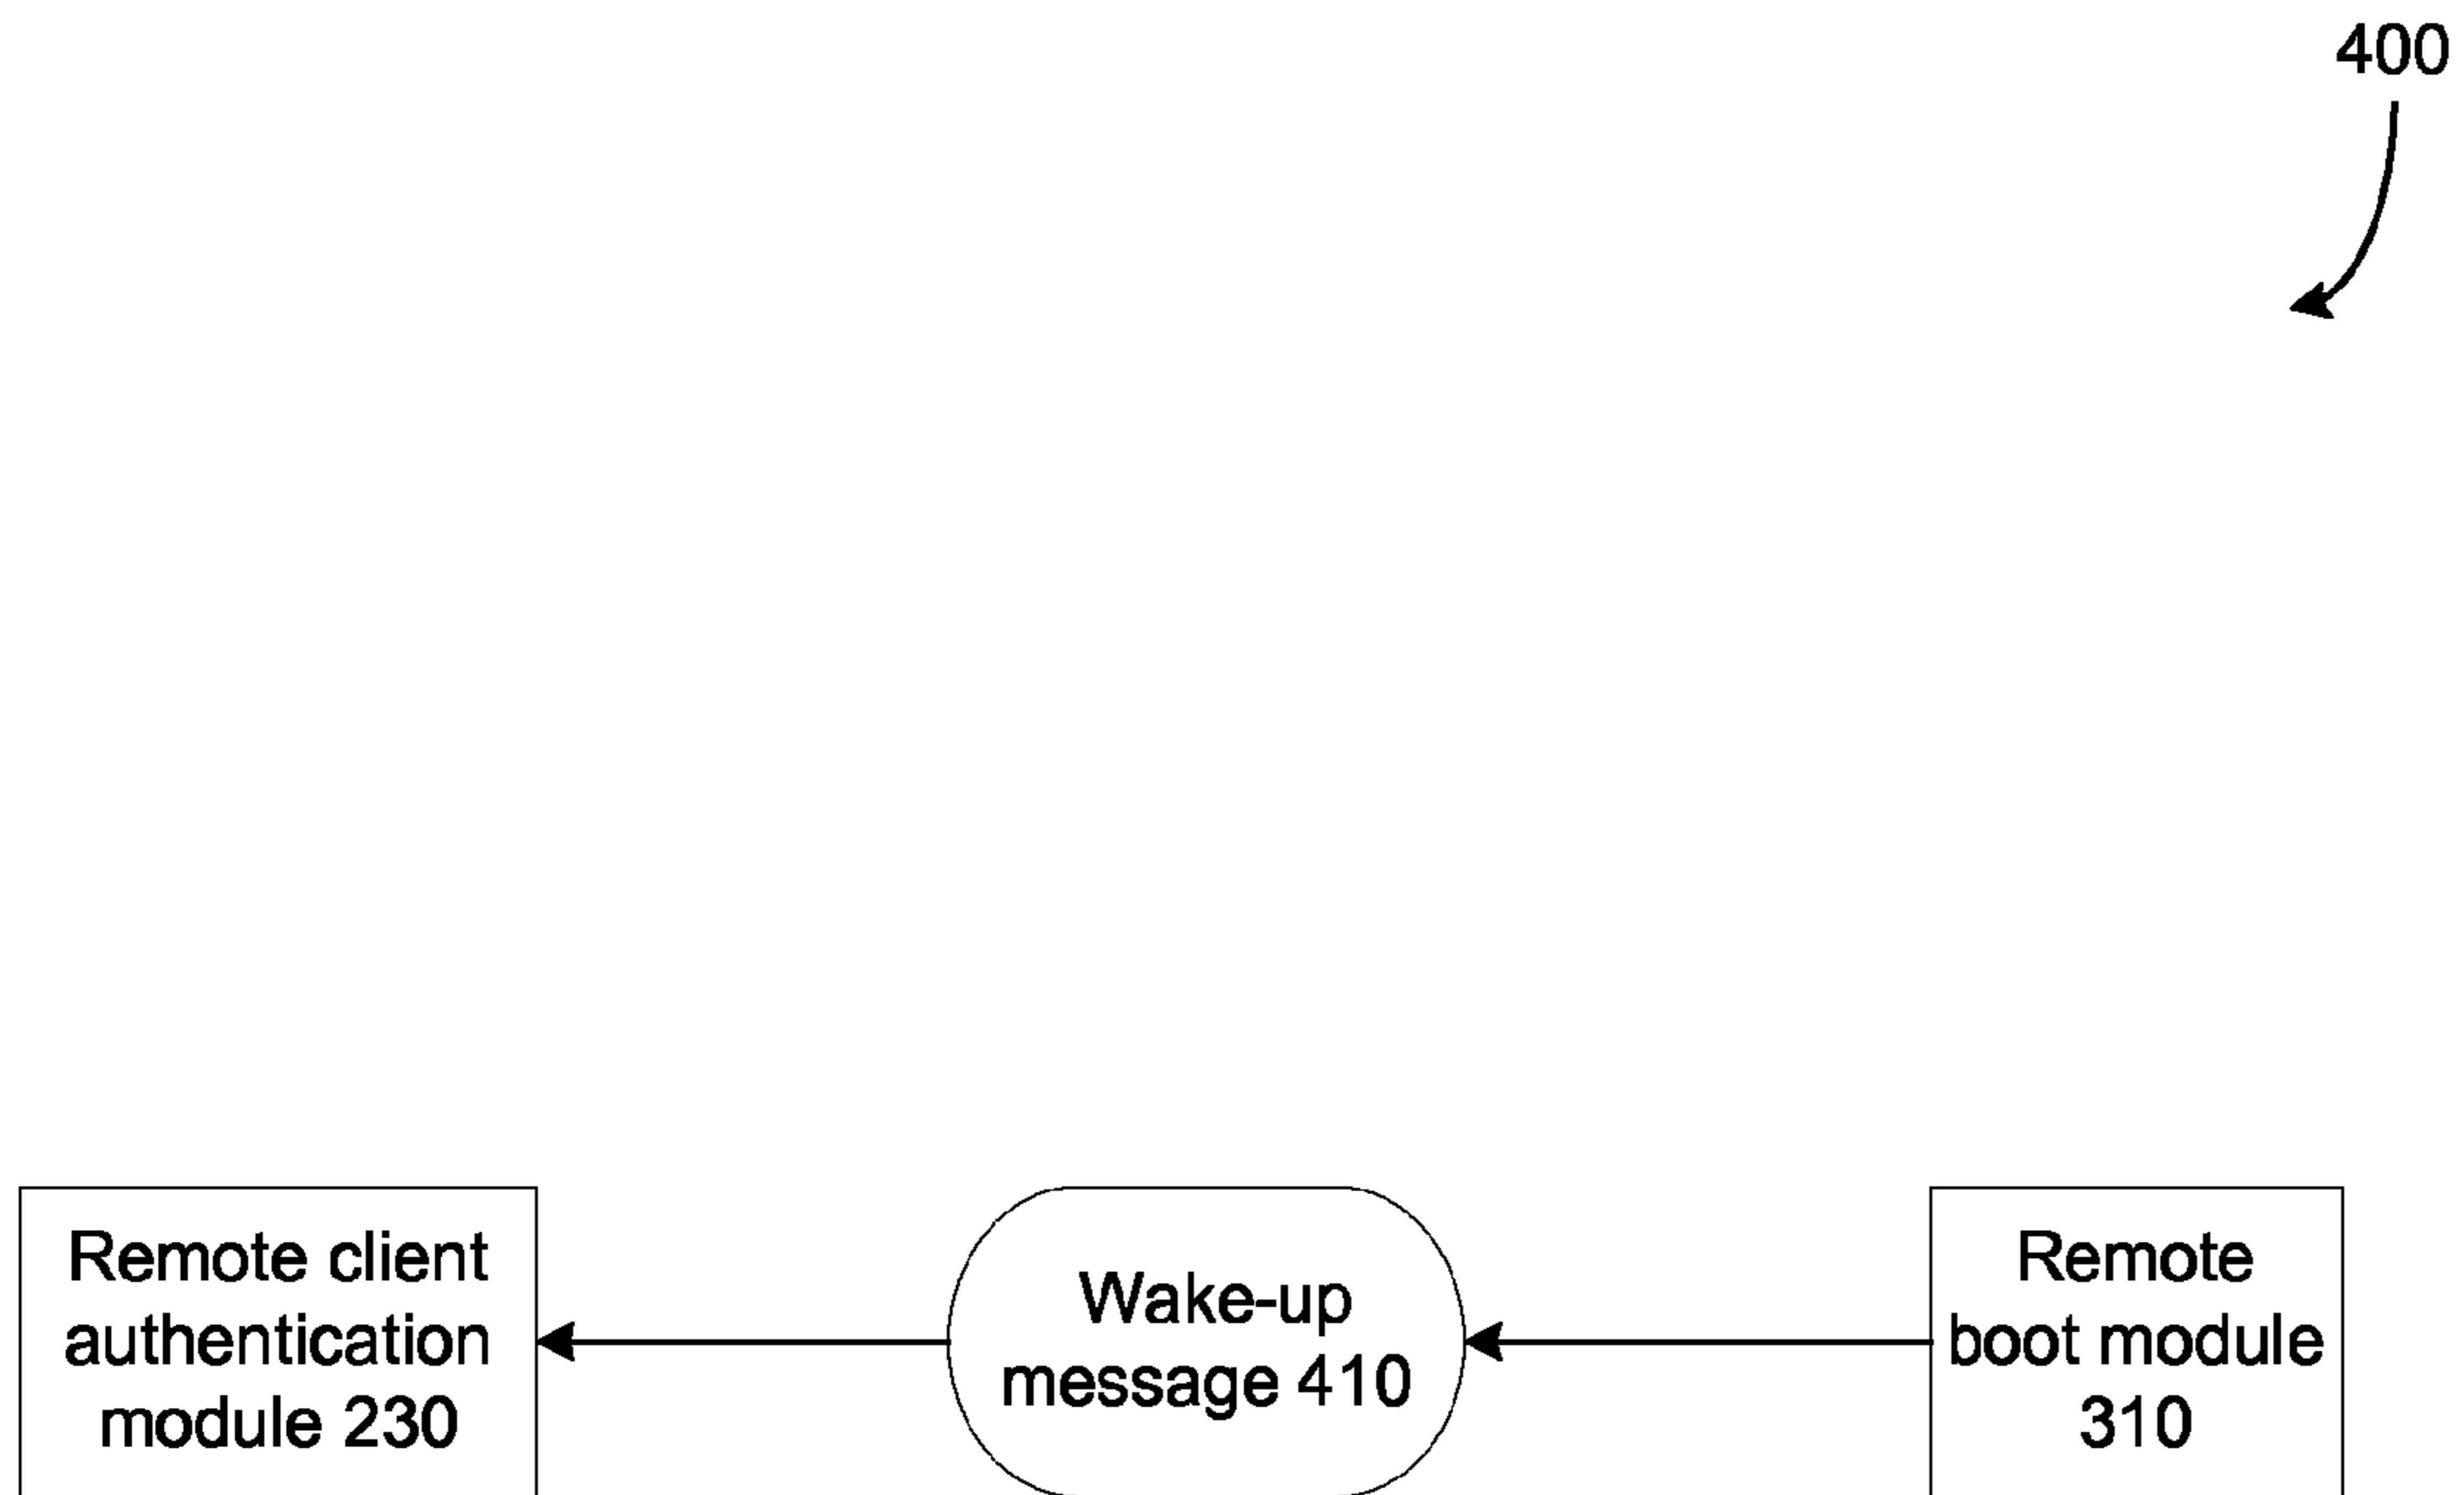 400
Remote client
authentication
module 230
Wake-up
message 410
Remote
boot module
310